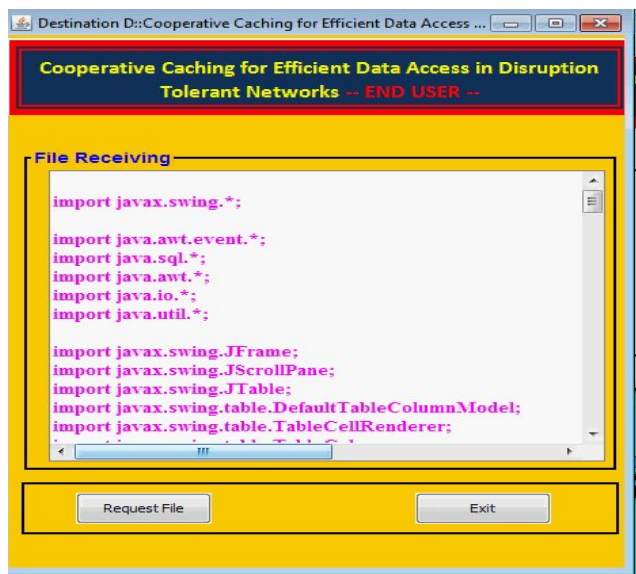 Destination D::Cooperative Caching for Efficient Data Access ...
Cooperative Caching for Efficient Data Access in Disruption
Tolerant Networks -- END USER --
File Receiving
import javax.swing.*;
import java.awt.event.*;
import java.sql.*;
import java.awt.*;
import java.io.*;
import java.util.*;
import javax.swing.JFrame;
import javax.swing.JScrollPane;
import javax.swing.JTable;
import javax.swing.table.DefaultTableColumnModel;
import javax.swing.table.TableCellRenderer;
Request File
Exit